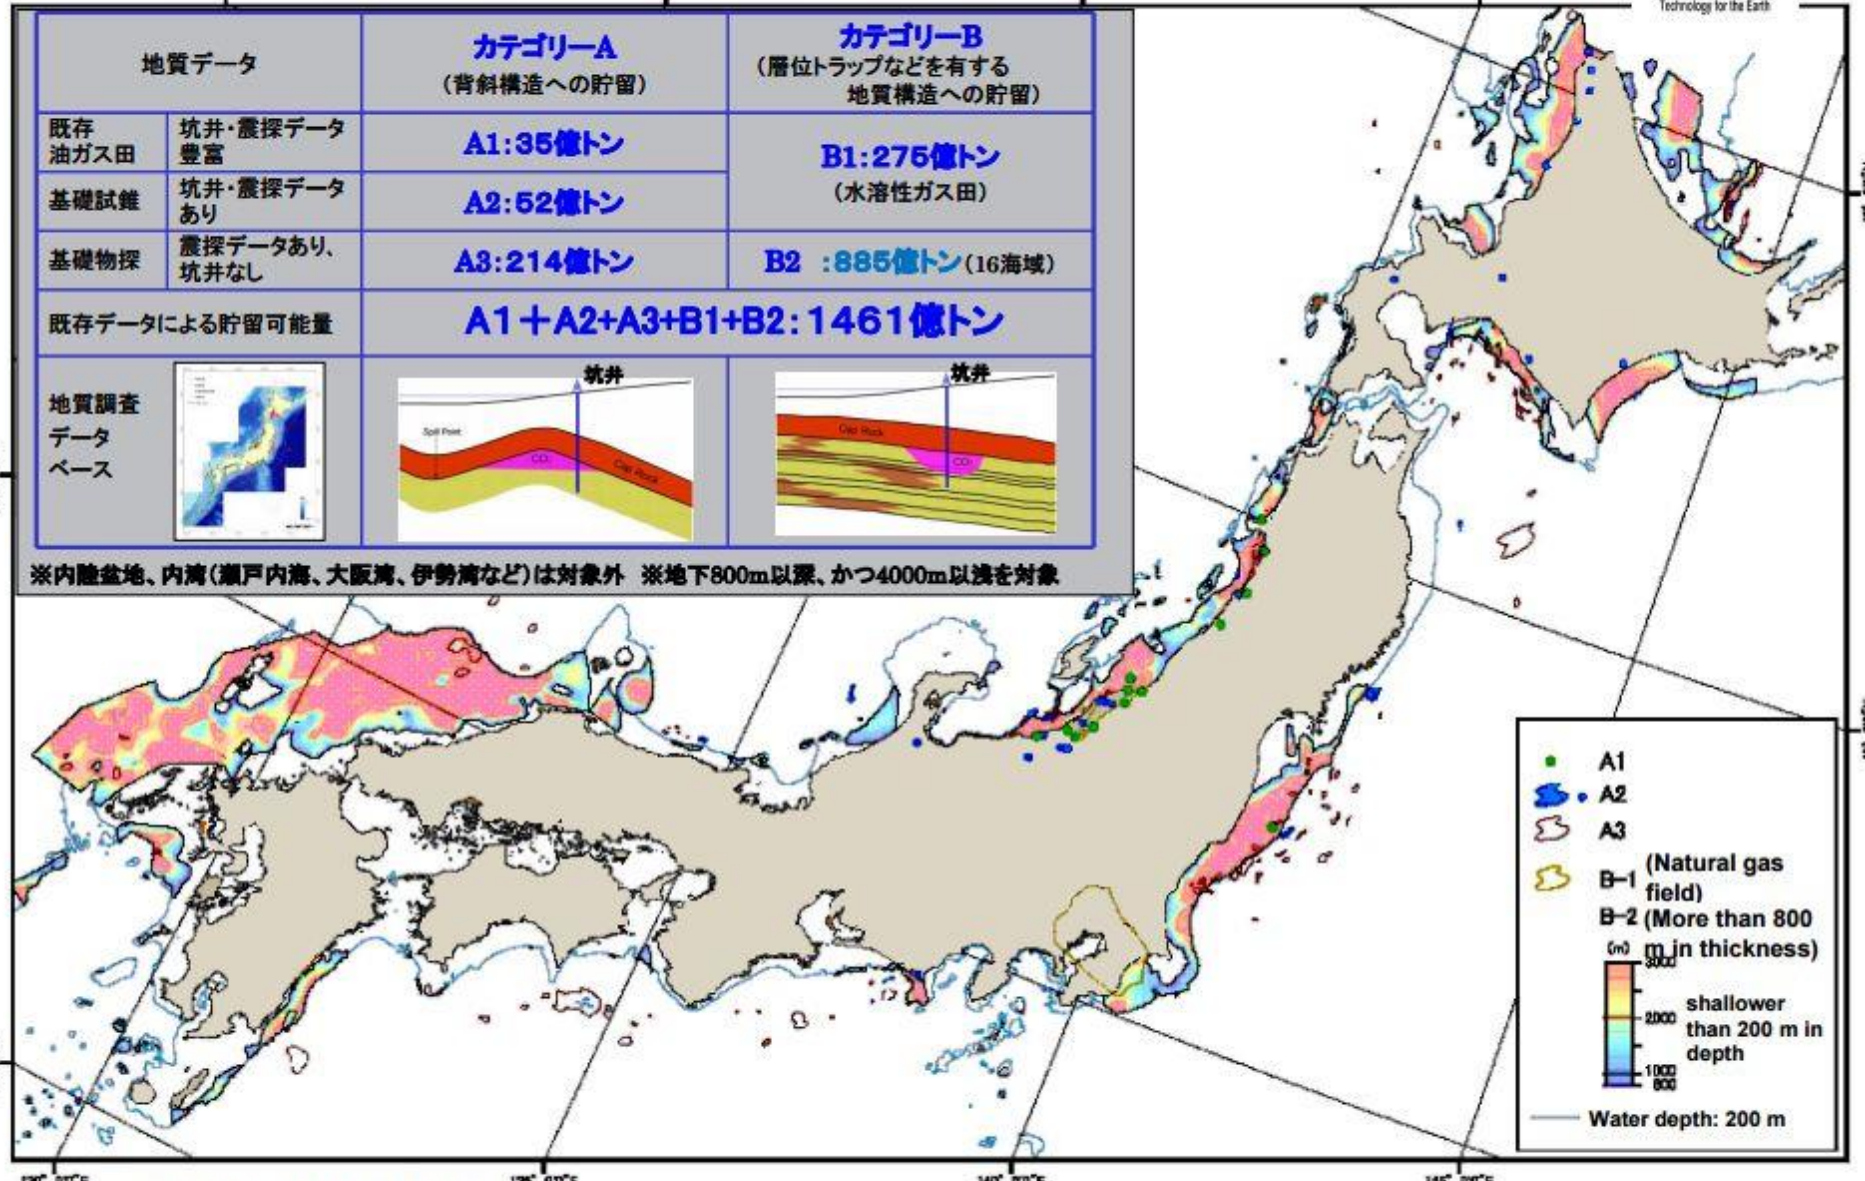 Technology for the Earth
地質データ
カテゴリーA
(背斜構造への貯留)
カテゴリーB
(層位トラップなどを有する
地質構造への貯留)
既存
油ガス田
坑井・震探データ
豊富
A1:35億トン
B1:275億トン
(水溶性ガス田)
基礎試錐
坑井・震探データ
あり
A2:52億トン
基礎物探
震探データあり、
坑井なし
A3:214億トン
B2 :885億トン(16海域)
既存データによる貯留可能量
A1+A2+A3+B1+B2:1461億トン
地質調査
データ
ベース
坑井
Spill Point
CO₂
Cap Rock
坑井
Cap Rock
CO₂
※内陸盆地、内湾(瀬戸内海、大阪湾、伊勢湾など)は対象外 ※地下800m以深、かつ4000m以浅を対象
A1
A2
A3
B-1 (Natural gas
field)
B-2 (More than 800
m in thickness)
(m)
3000
2000
1000
800
shallower
than 200 m in
depth
Water depth: 200 m